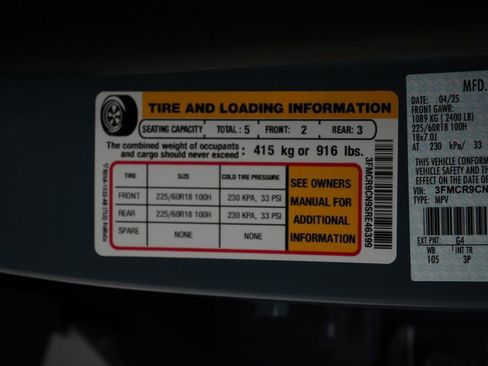 TIRE AND LOADING INFORMATION
SEATING CAPACITY TOTAL : 5 FRONT: 2 REAR: 3
The combined weight of occupants
and cargo should never exceed : 415 kg or 916 lbs.
TIRE SIZE COLD TIRE PRESSURE
FRONT 225/60R18 100H 230 KPA, 33 PSI
REAR 225/60R18 100H 230 KPA, 33 PSI
SPARE NONE NONE
SEE OWNERS
MANUAL FOR
ADDITIONAL
INFORMATION
3FMCR9CN9SRE46399
MFD.
DATE: 04/25
FRONT GAWR:
1089 KG ( 2400 LB)
225/60R18 100H
18x7.0J
AT 230 kPA/ 33
THIS VEHICLE
VEHICLE SAFETY AND
EFFECT ON THE DATE
VIN: 3FMCR9CN
TYPE: MPV
EXT PNT: G4
WB INT TR
105 3P